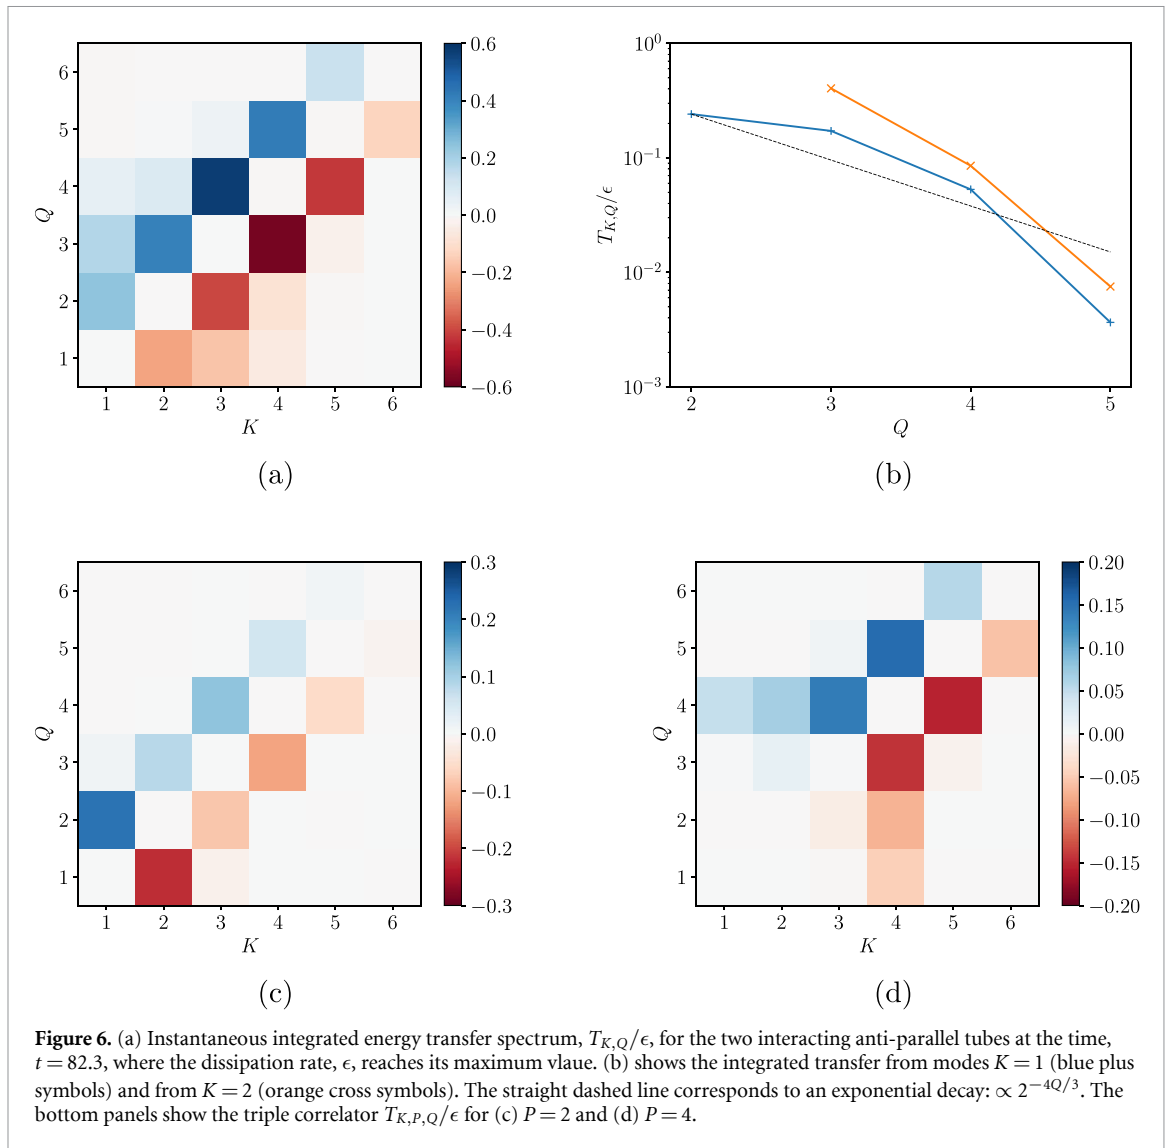 0.6
0.4
0.2
0.0
−0.2
−0.4
−0.6
6
5
4
3
2
1
Q
1 2 3 4 5 6
K
(a)
10^0
10^−1
10^−2
10^−3
T_{K,Q}/ϵ
2 3 4 5
Q
(b)
0.3
0.2
0.1
0.0
−0.1
−0.2
−0.3
6
5
4
3
2
1
Q
1 2 3 4 5 6
K
(c)
0.20
0.15
0.10
0.05
0.00
−0.05
−0.10
−0.15
−0.20
6
5
4
3
2
1
Q
1 2 3 4 5 6
K
(d)
Figure 6. (a) Instantaneous integrated energy transfer spectrum, T_{K,Q}/ϵ, for the two interacting anti-parallel tubes at the time,
t = 82.3, where the dissipation rate, ϵ, reaches its maximum vlaue. (b) shows the integrated transfer from modes K = 1 (blue plus
symbols) and from K = 2 (orange cross symbols). The straight dashed line corresponds to an exponential decay: ∝ 2^{−4Q/3}. The
bottom panels show the triple correlator T_{K,P,Q}/ϵ for (c) P = 2 and (d) P = 4.